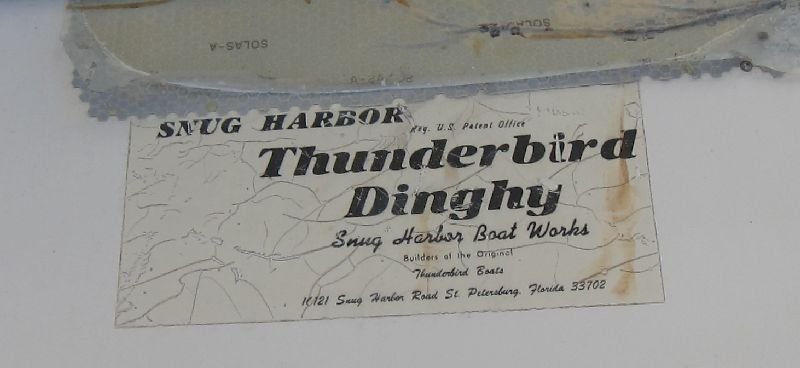 SOLAS-A
SNUG HARBOR
Reg. U.S. Patent Office
Thunderbird
Dinghy
Snug Harbor Boat Works
Builders of the Original
Thunderbird Boats
10121 Snug Harbor Road St. Petersburg, Florida 33702